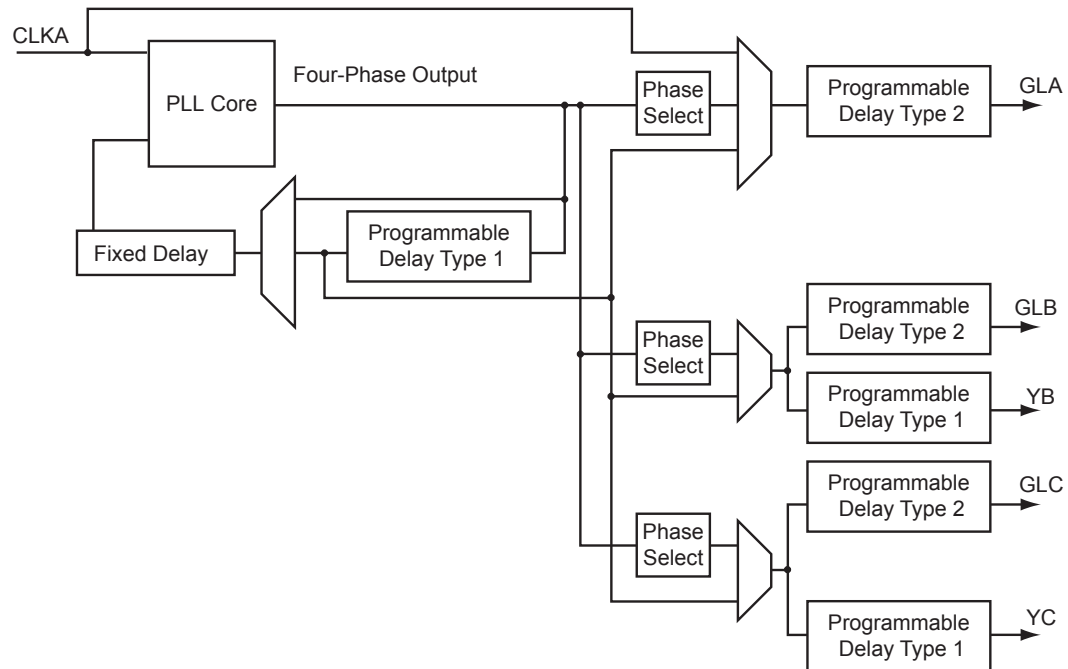 CLKA
PLL Core
Four-Phase Output
Phase
Select
Programmable
Delay Type 2
GLA
Fixed Delay
Programmable
Delay Type 1
Programmable
Delay Type 2
GLB
Phase
Select
Programmable
Delay Type 1
YB
Programmable
Delay Type 2
GLC
Phase
Select
Programmable
Delay Type 1
YC